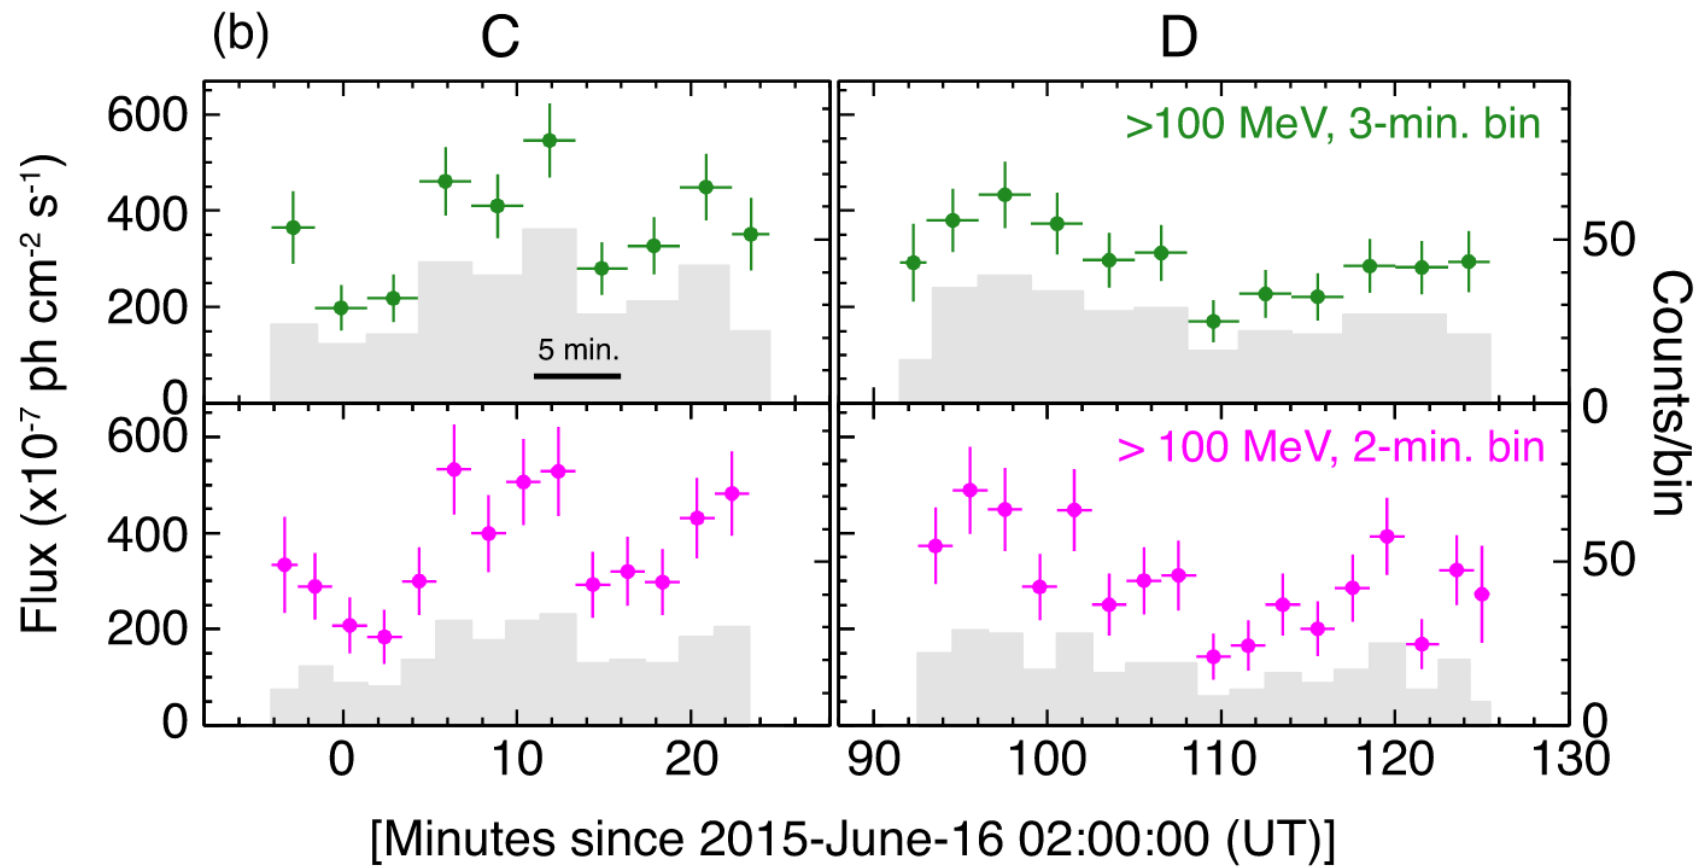 (b) C D
600
400
200
0
>100 MeV, 3-min. bin
5 min.
50
0
600
400
200
0
> 100 MeV, 2-min. bin
50
0
Flux (x10⁻⁷ ph cm⁻² s⁻¹)
Counts/bin
0 10 20 90 100 110 120 130
[Minutes since 2015-June-16 02:00:00 (UT)]